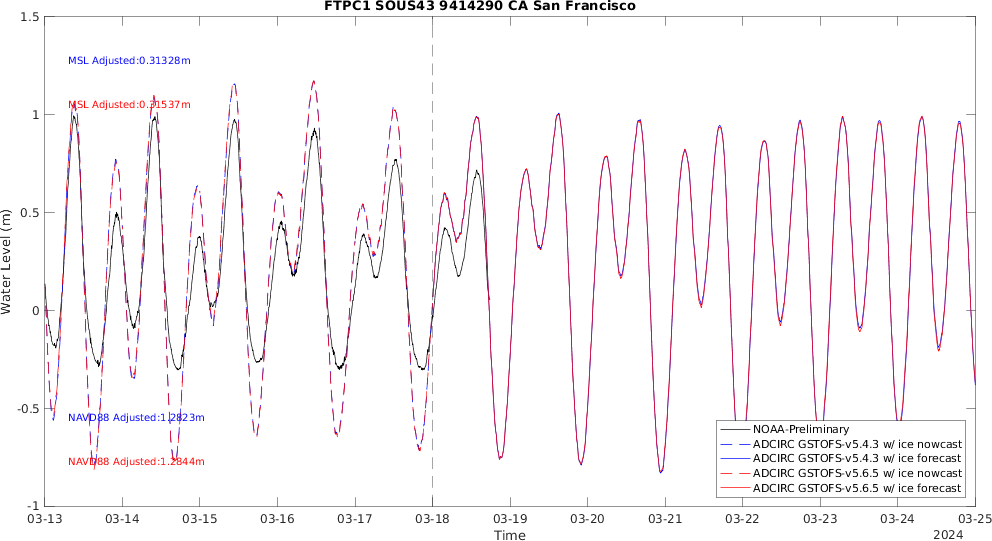 FTPC1 SOUS43 9414290 CA San Francisco
1.5
1
0.5
0
-0.5
-1
Water Level (m)
MSL Adjusted:0.31328m
MSL Adjusted:0.31537m
NAVD88 Adjusted:1.2823m
NAVD88 Adjusted:1.2844m
NOAA-Preliminary
ADCIRC GSTOFS-v5.4.3 w/ ice nowcast
ADCIRC GSTOFS-v5.4.3 w/ ice forecast
ADCIRC GSTOFS-v5.6.5 w/ ice nowcast
ADCIRC GSTOFS-v5.6.5 w/ ice forecast
03-13 03-14 03-15 03-16 03-17 03-18 03-19 03-20 03-21 03-22 03-23 03-24 03-25
Time
2024